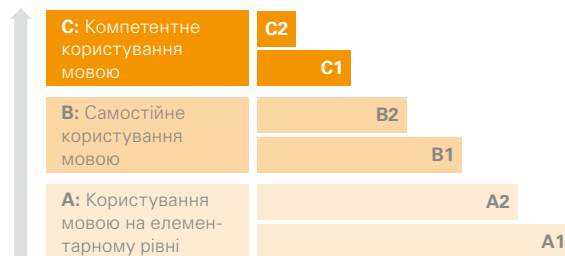 C: Компетентне
користування
мовою
C2
C1
B: Самостійне
користування
мовою
B2
B1
A: Користування
мовою на елемен-
тарному рівні
A2
A1